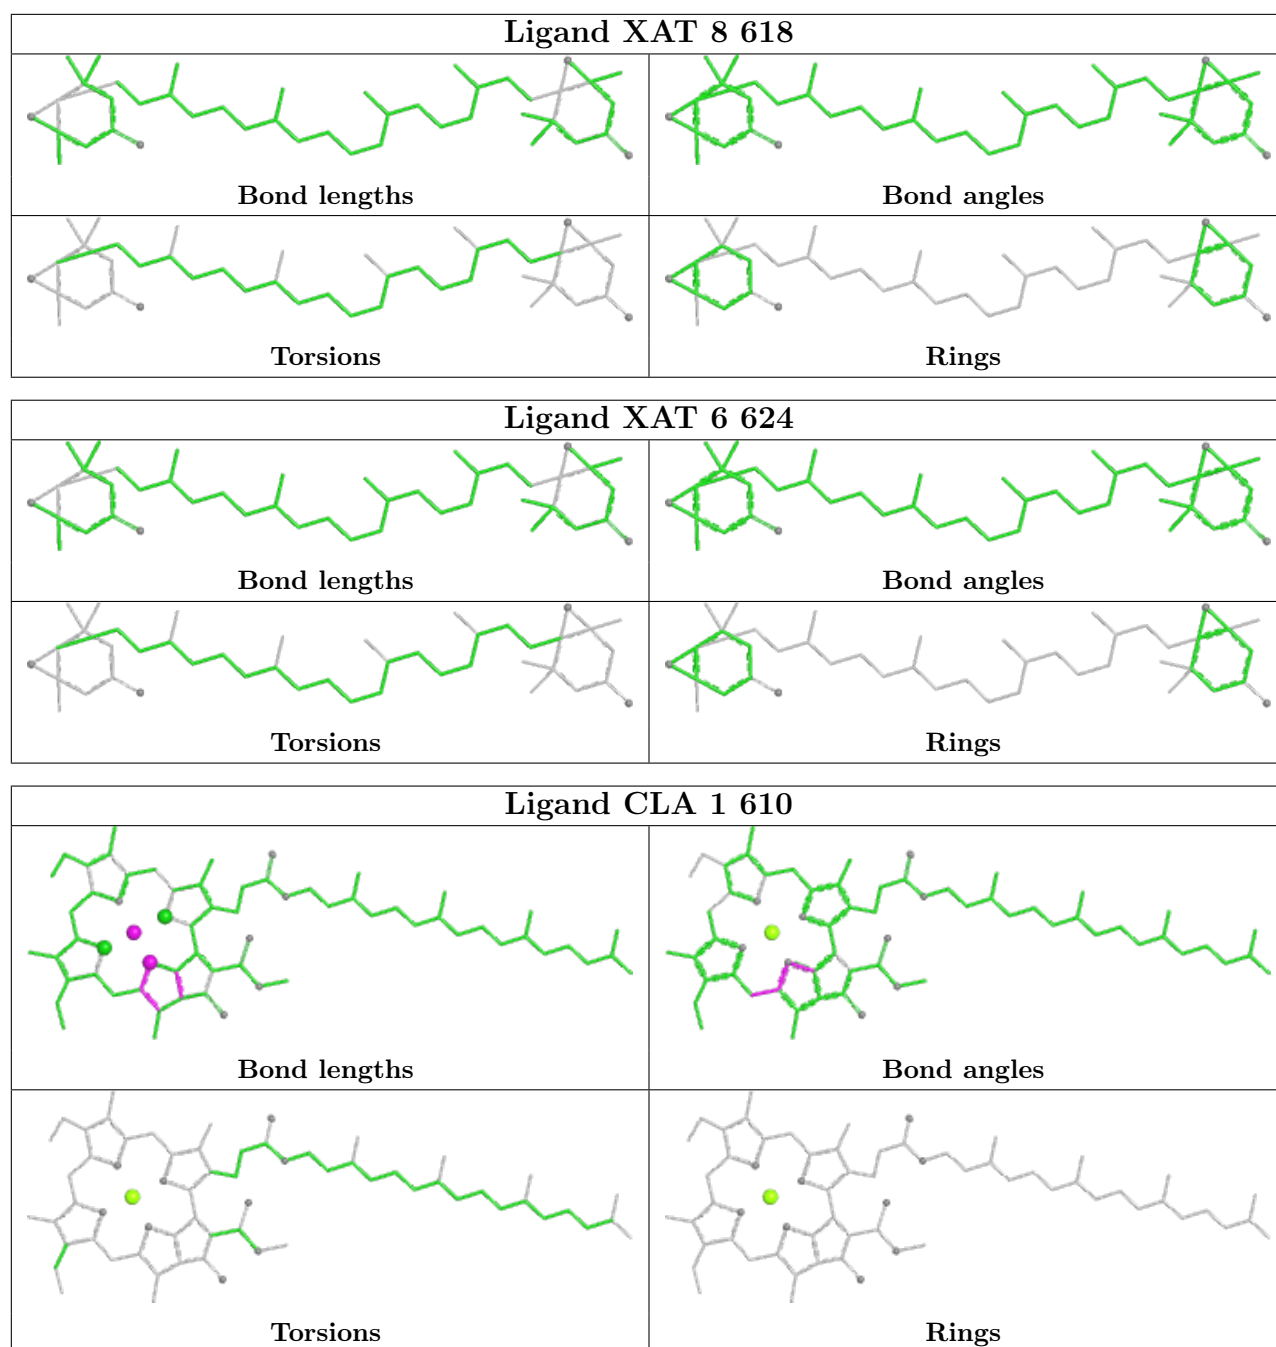 Ligand XAT 8 618
Bond lengths
Bond angles
Torsions
Rings
Ligand XAT 6 624
Bond lengths
Bond angles
Torsions
Rings
Ligand CLA 1 610
Bond lengths
Bond angles
Torsions
Rings